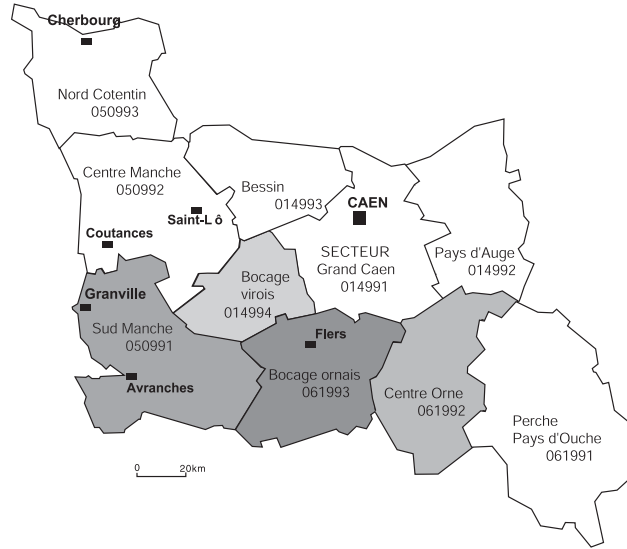 Cherbourg
Nord Cotentin
050993
Centre Manche
050992
Saint-L ô
Coutances
Bessin
014993
CAEN
SECTEUR
Grand Caen
014991
Pays d'Auge
014992
Bocage
virois
014994
Granville
Sud Manche
050991
Avranches
Flers
Bocage ornais
061993
Centre Orne
061992
Perche
Pays d'Ouche
061991
0 20km